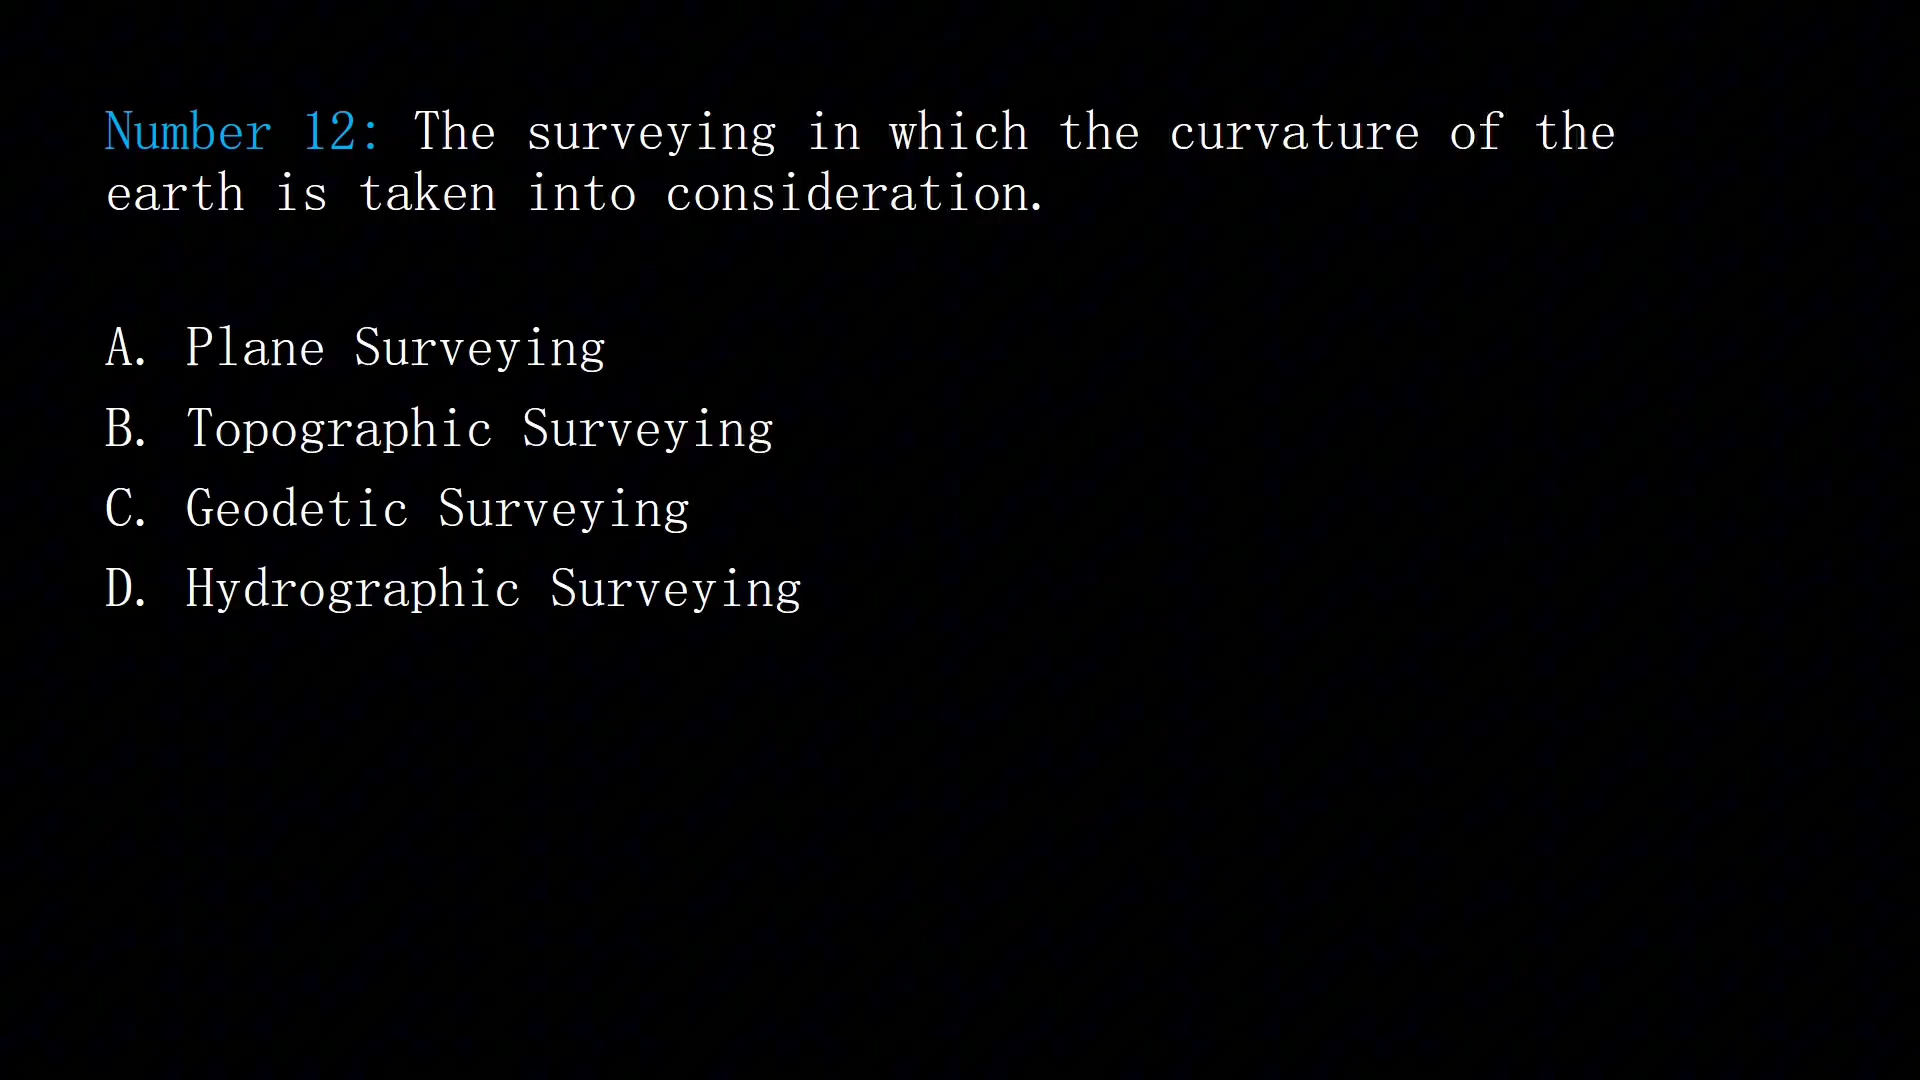 Number 12: The surveying in which the curvature of the
earth is taken into consideration.
A. Plane Surveying
B. Topographic Surveying
C. Geodetic Surveying
D. Hydrographic Surveying